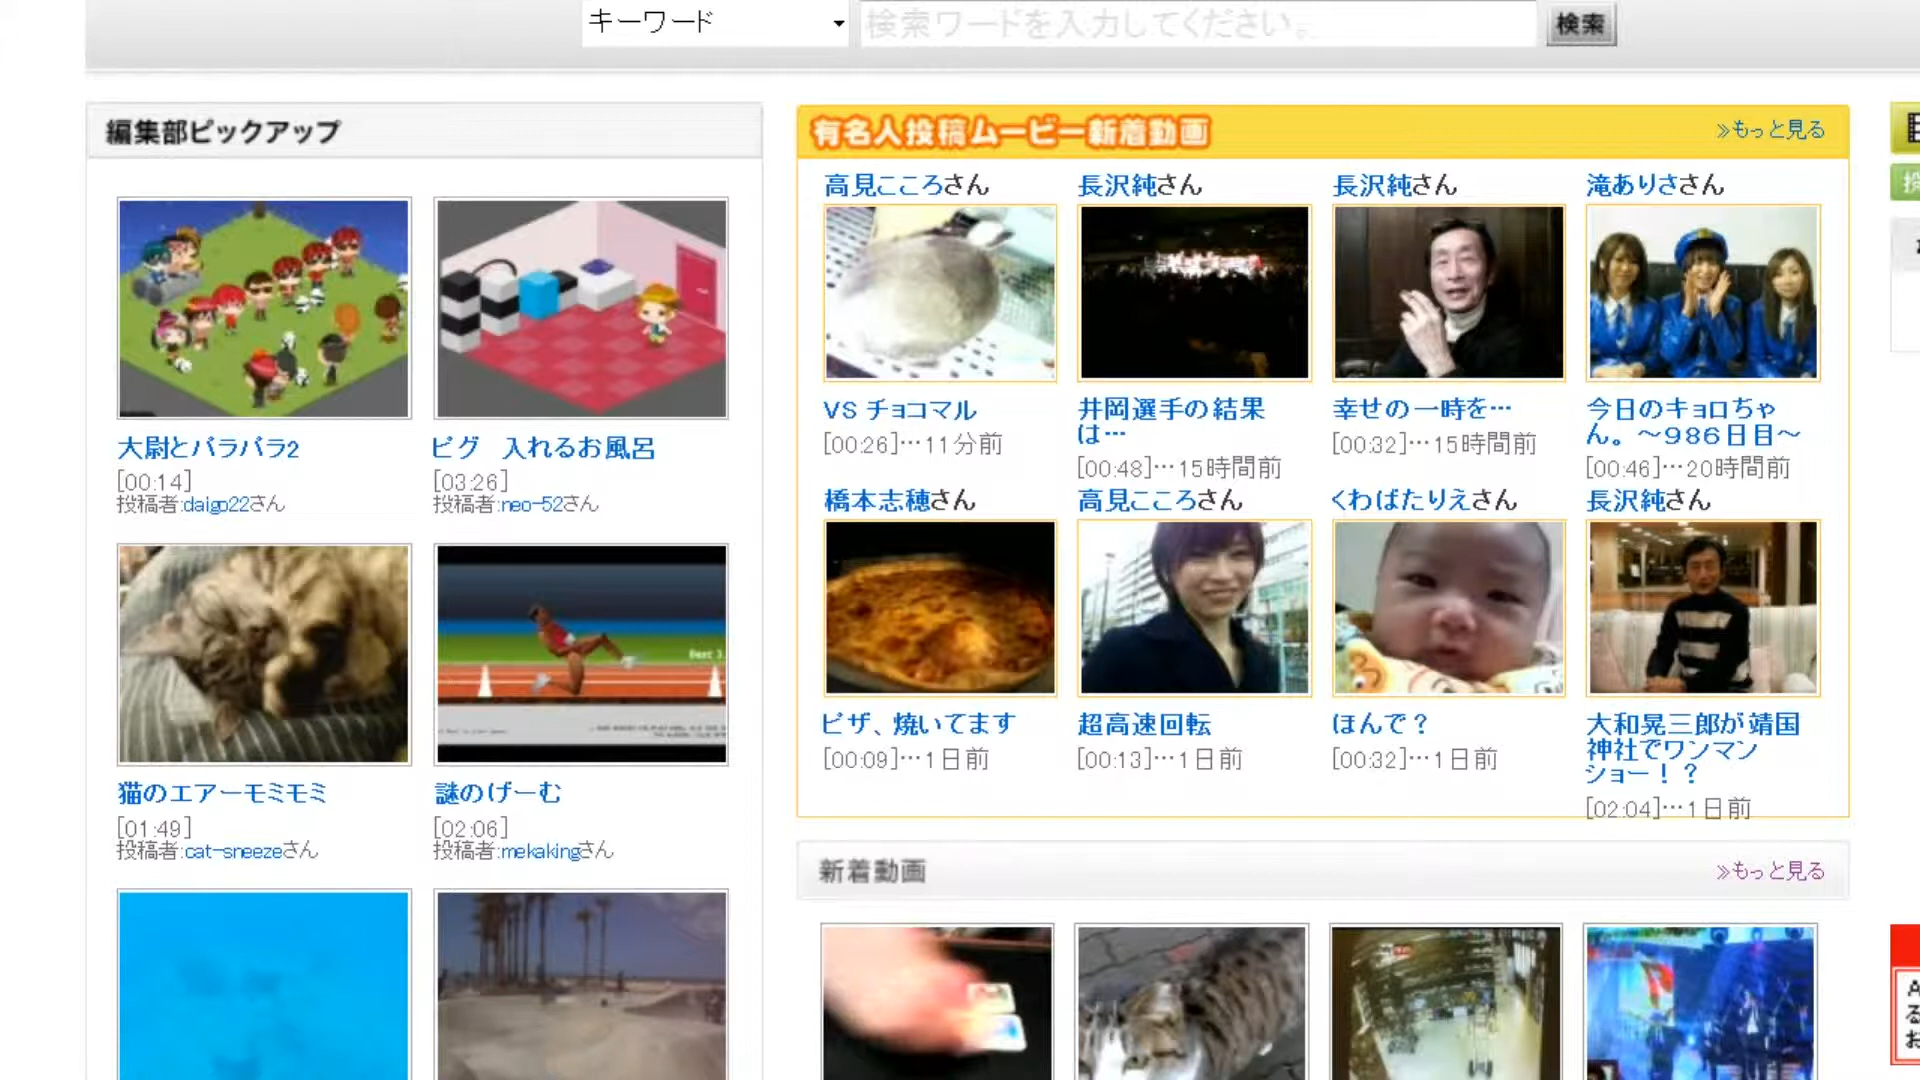 キーワード
検索ワードを入力してください。
検索
編集部ピックアップ
大尉とパラパラ2
[00:14]
投稿者:daigo22さん
ピグ　入れるお風呂
[03:26]
投稿者:neo-52さん
猫のエアーモミモミ
[01:49]
投稿者:cat-sneezeさん
謎のげーむ
[02:06]
投稿者:mekakingさん
有名人投稿ムービー新着動画
≫もっと見る
高見こころさん
VS チョコマル
[00:26]…11分前
長沢純さん
井岡選手の結果
は…
[00:48]…15時間前
長沢純さん
幸せの一時を…
[00:32]…15時間前
滝ありささん
今日のキョロちゃ
ん。～986日目～
[00:46]…20時間前
橋本志穂さん
ピザ、焼いてます
[00:09]…1日前
高見こころさん
超高速回転
[00:13]…1日前
くわばたりえさん
ほんで？
[00:32]…1日前
長沢純さん
大和晃三郎が靖国
神社でワンマン
ショー！？
[02:04]…1日前
新着動画
≫もっと見る